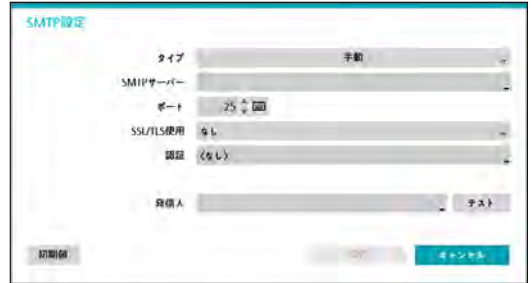 SMTP設定
タイプ 手動
SMTPサーバー
ポート 25
SSL/TLS使用 なし
認証 〈なし〉
発信人 テスト
初期値 キャンセル